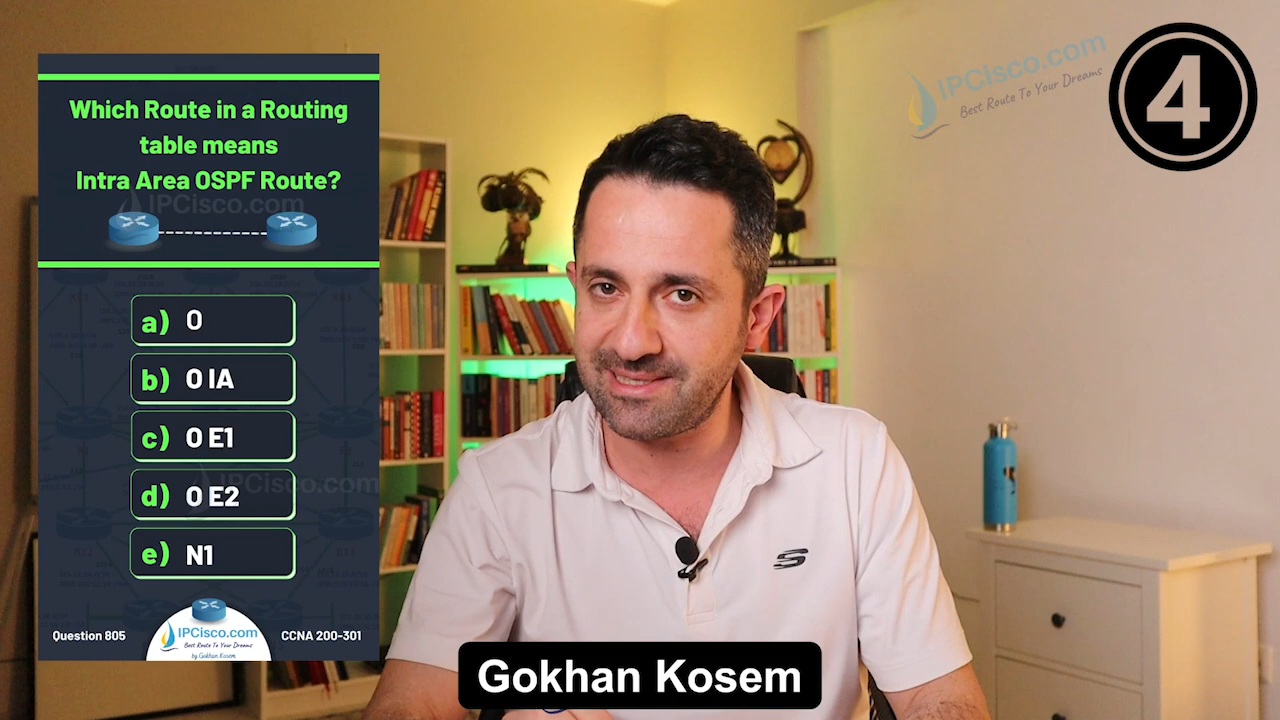 Which Route in a Routing
table means
Intra Area OSPF Route?
IPCisco.com
a) O
b) O IA
c) O E1
d) O E2
IPCisco.com
e) N1
Question 805
IPCisco.com
Best Route To Your Dreams
by Gokhan Kosem
CCNA 200-301
IPCisco.com
Best Route To Your Dreams
4
Gokhan Kosem